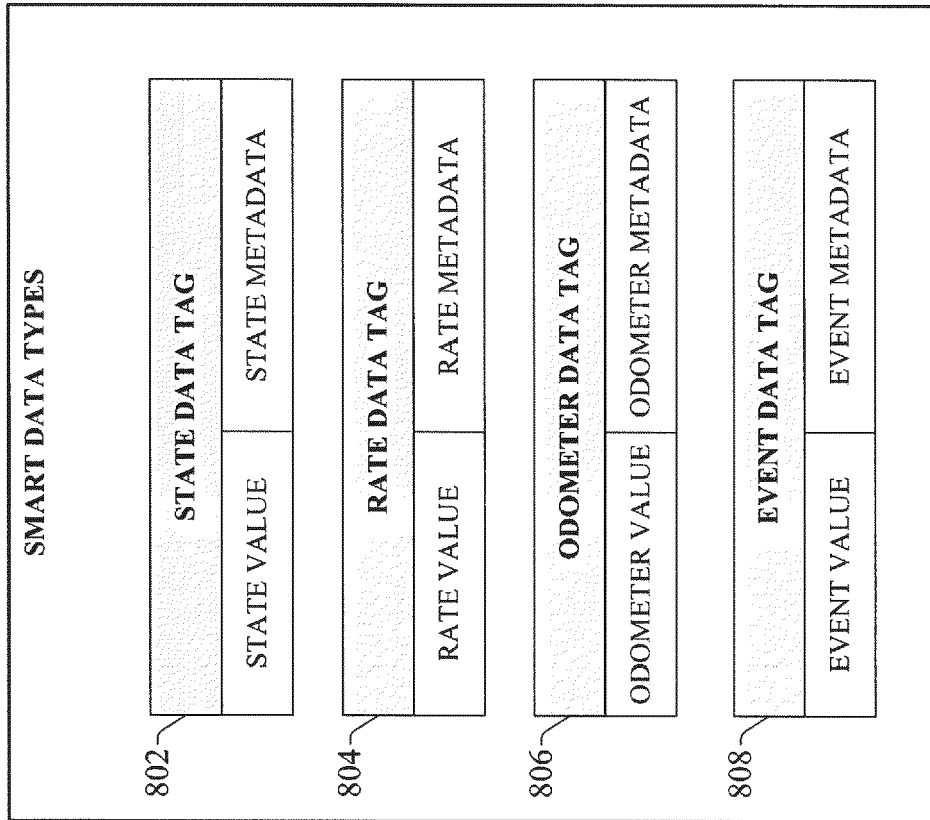 SMART DATA TYPES
802
STATE DATA TAG
STATE VALUE
STATE METADATA
804
RATE DATA TAG
RATE VALUE
RATE METADATA
806
ODOMETER DATA TAG
ODOMETER VALUE
ODOMETER METADATA
808
EVENT DATA TAG
EVENT VALUE
EVENT METADATA